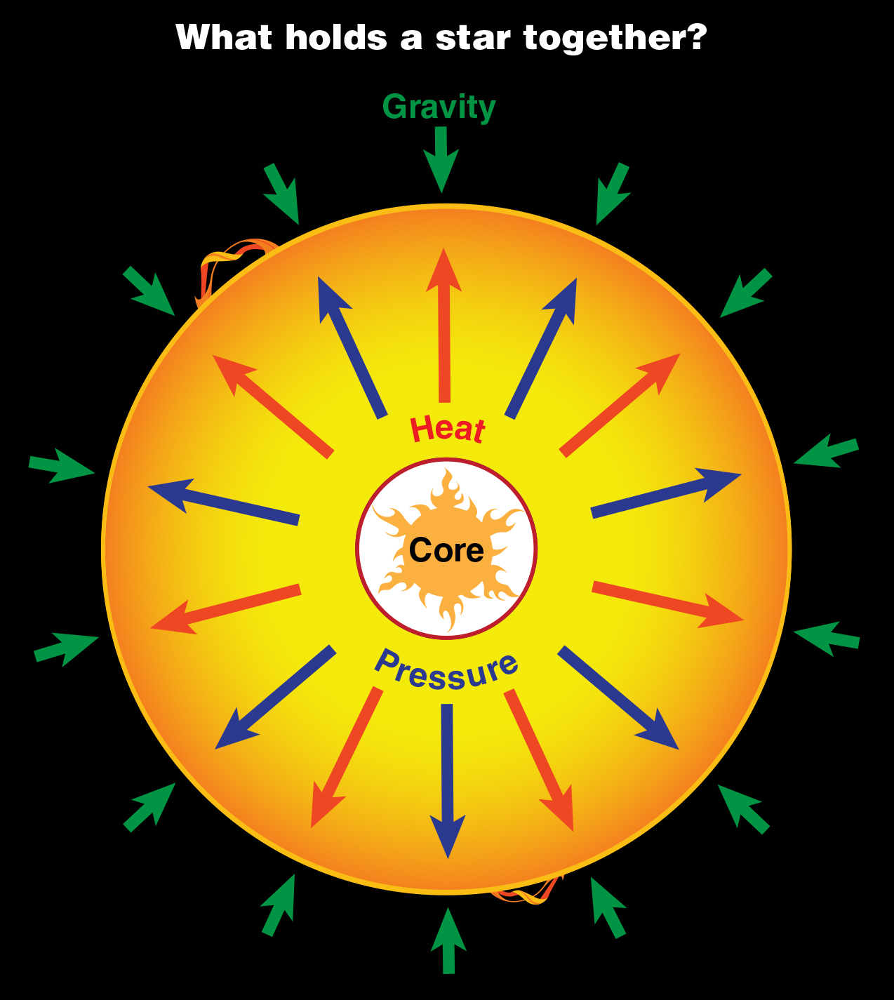 What holds a star together?
Gravity
Heat
Core
Pressure